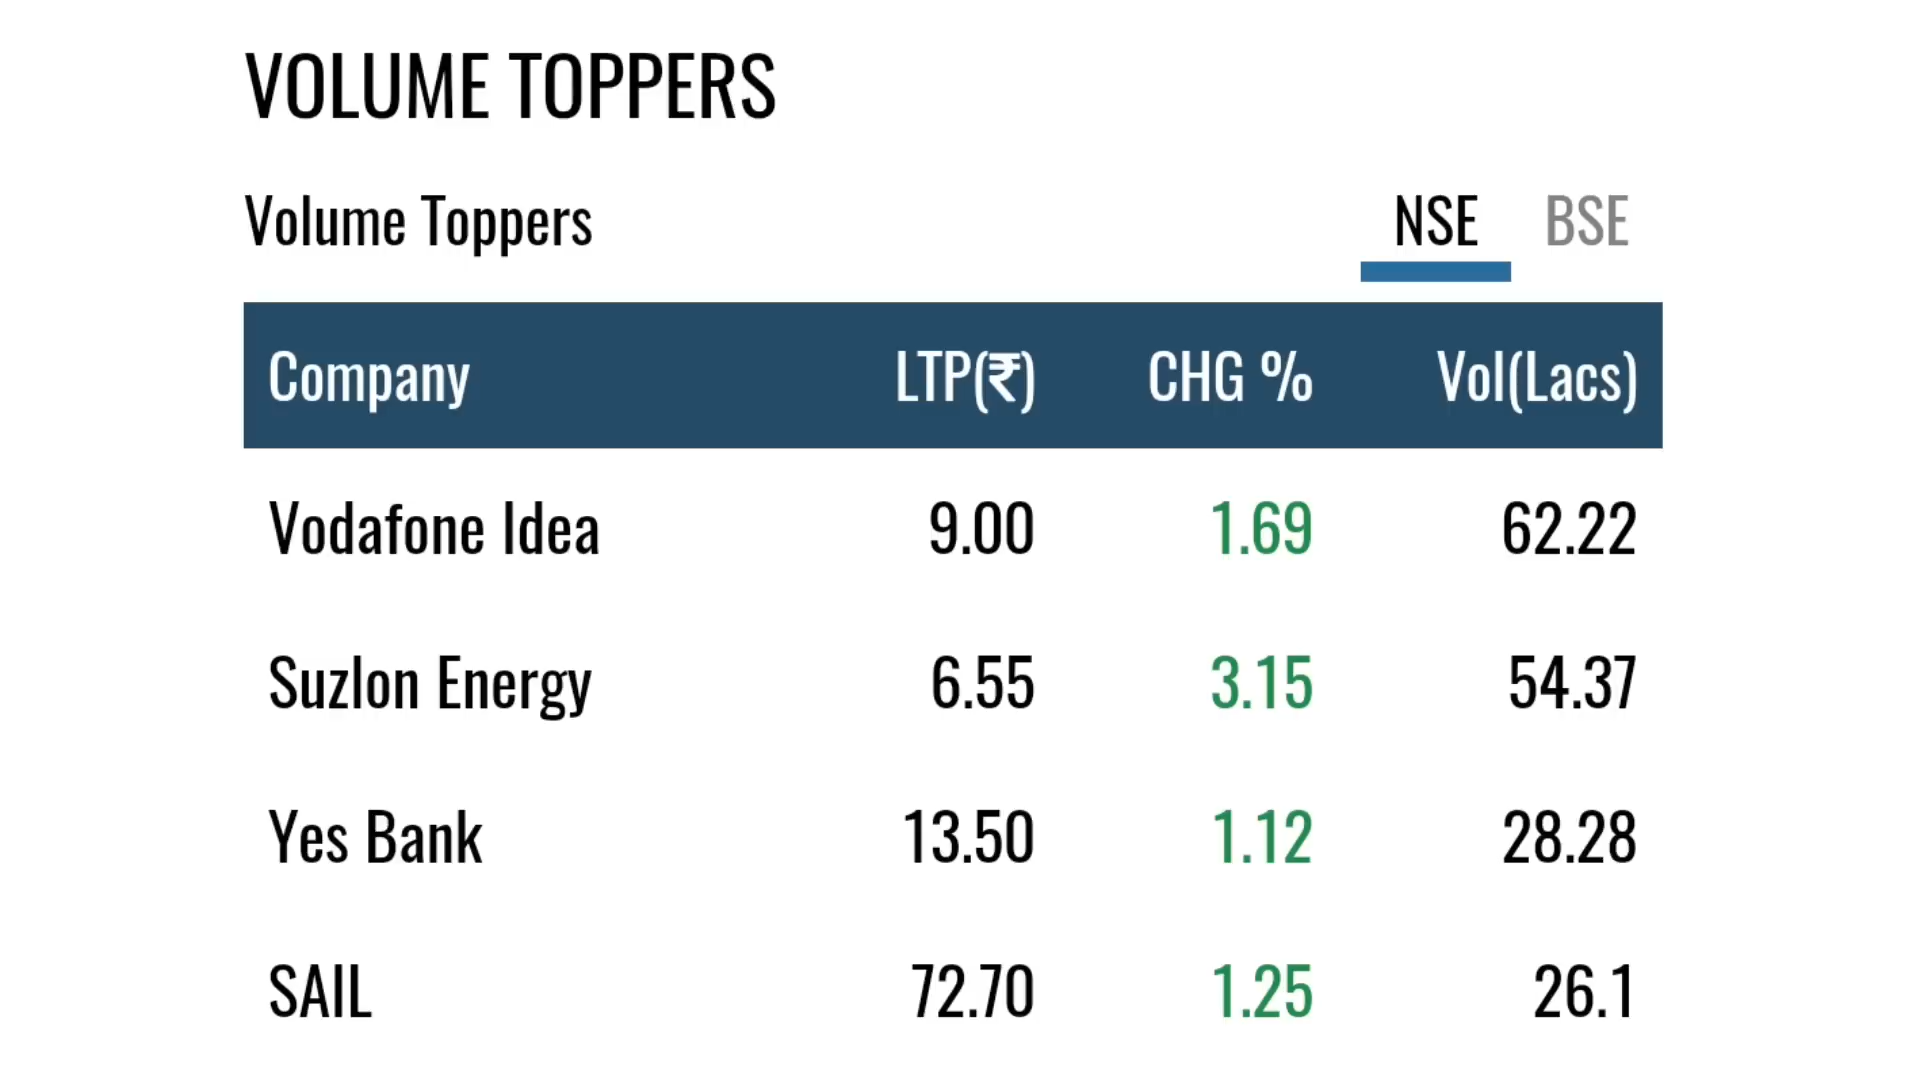 VOLUME TOPPERS
Volume Toppers NSE BSE
Company LTP(₹) CHG % Vol(Lacs)
Vodafone Idea 9.00 1.69 62.22
Suzlon Energy 6.55 3.15 54.37
Yes Bank 13.50 1.12 28.28
SAIL 72.70 1.25 26.1